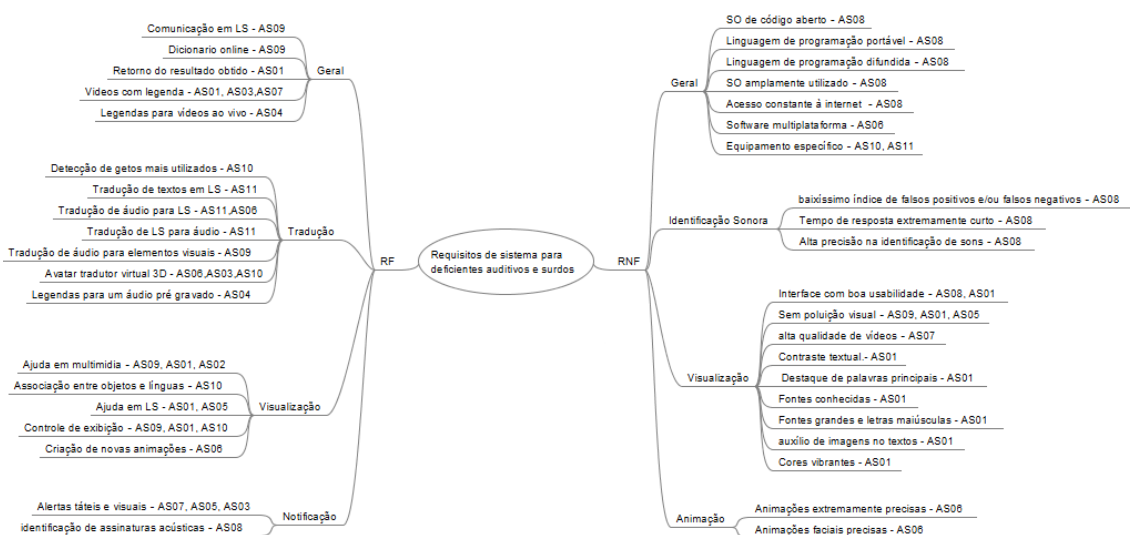 Comunicação em LS - AS09
Dicionario online - AS09
Retorno do resultado obtido - AS01
Videos com legenda - AS01, AS03,AS07
Legendas para vídeos ao vivo - AS04
Geral
Detecção de getos mais utilizados - AS10
Tradução de textos em LS - AS11
Tradução de áudio para LS - AS11,AS06
Tradução de LS para áudio - AS11
Tradução de áudio para elementos visuais - AS09
Avatar tradutor virtual 3D - AS06,AS03,AS10
Legendas para um áudio pré gravado - AS04
Tradução
Ajuda em multimidia - AS09, AS01, AS02
Associação entre objetos e línguas - AS10
Ajuda em LS - AS01, AS05
Controle de exibição - AS09, AS01, AS10
Criação de novas animações - AS06
Visualização
Alertas táteis e visuais - AS07, AS05, AS03
identificação de assinaturas acústicas - AS08
Notificação
RF
Requisitos de sistema para
deficientes auditivos e surdos
RNF
Geral
SO de código aberto - AS08
Linguagem de programação portável - AS08
Linguagem de programação difundida - AS08
SO amplamente utilizado - AS08
Acesso constante à internet - AS08
Software multiplataforma - AS06
Equipamento específico - AS10, AS11
Identificação Sonora
baixíssimo índice de falsos positivos e/ou falsos negativos - AS08
Tempo de resposta extremamente curto - AS08
Alta precisão na identificação de sons - AS08
Visualização
Interface com boa usabilidade - AS08, AS01
Sem poluição visual - AS09, AS01, AS05
alta qualidade de vídeos - AS07
Contraste textual.- AS01
Destaque de palavras principais - AS01
Fontes conhecidas - AS01
Fontes grandes e letras maiúsculas - AS01
auxílio de imagens no textos - AS01
Cores vibrantes - AS01
Animação
Animações extremamente precisas - AS06
Animações faciais precisas - AS06